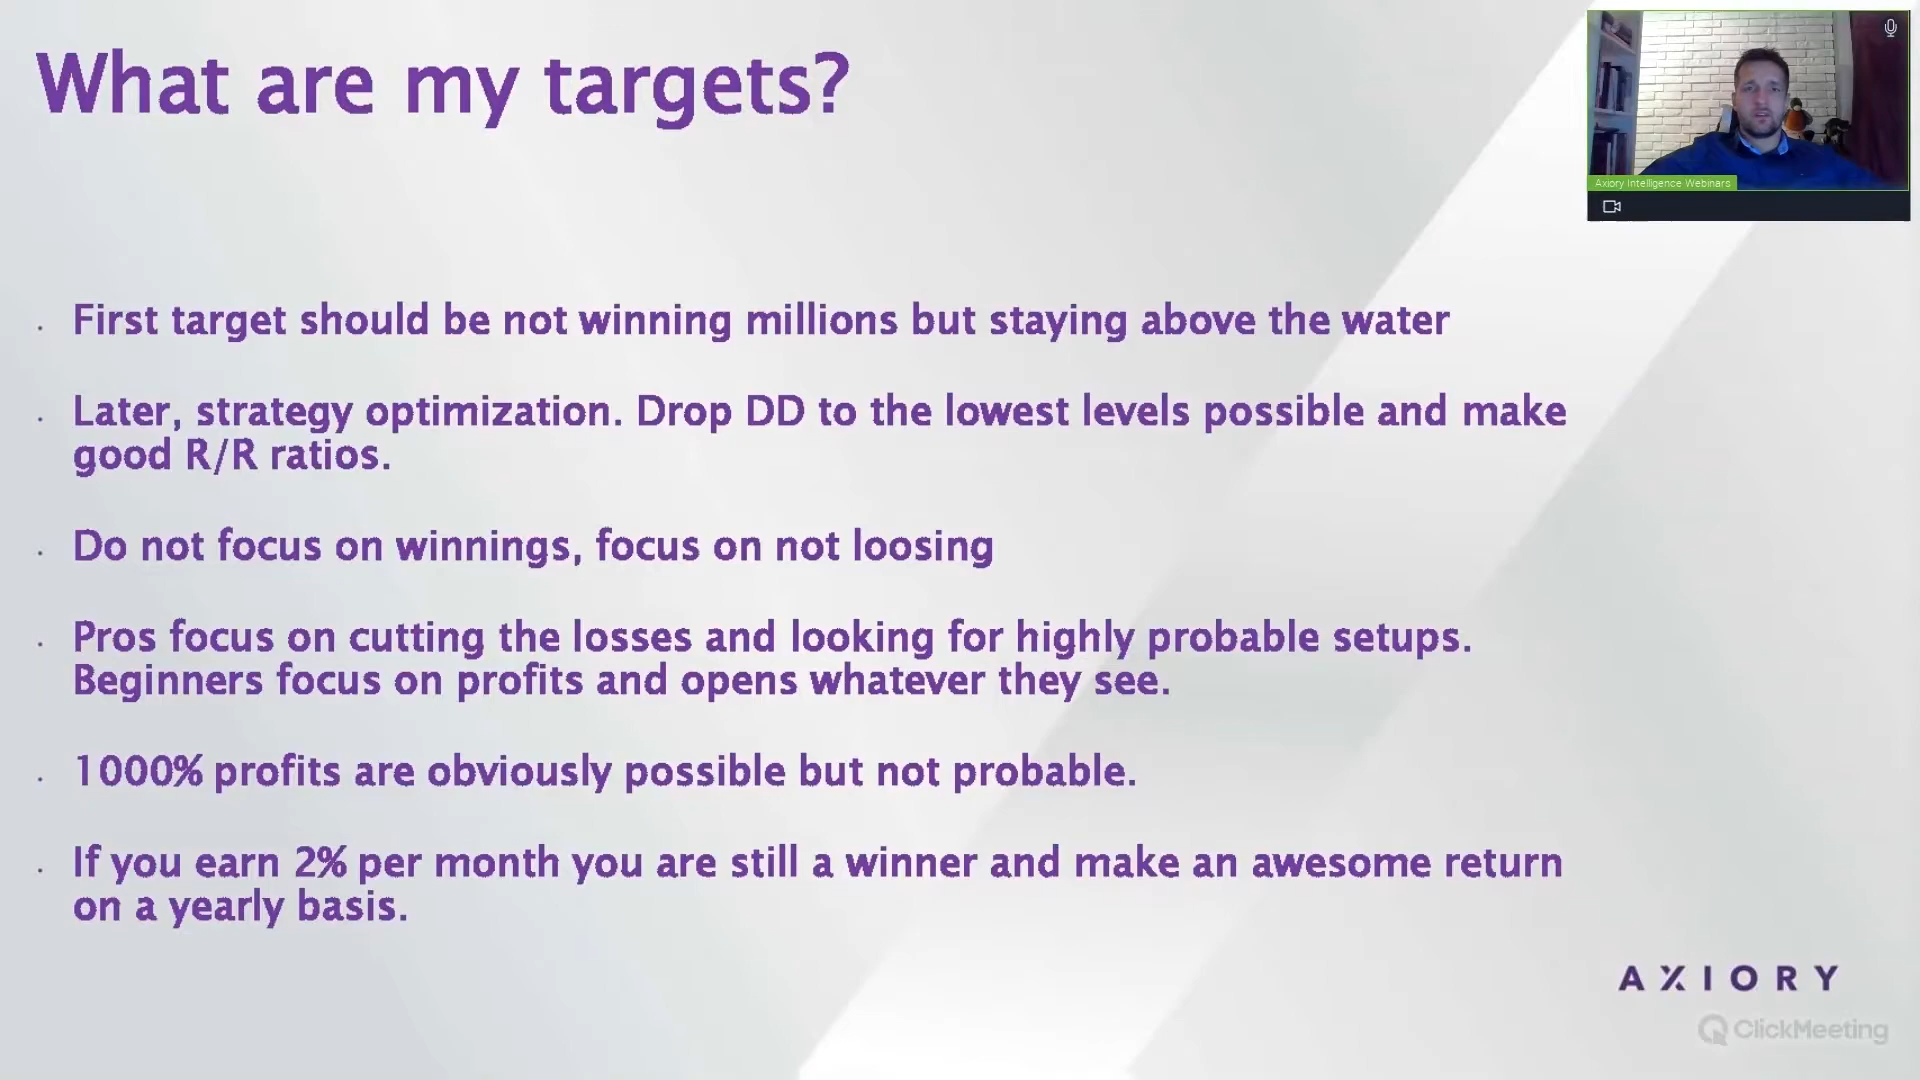 What are my targets?
Axiory Intelligence Webinars
First target should be not winning millions but staying above the water
Later, strategy optimization. Drop DD to the lowest levels possible and make
good R/R ratios.
Do not focus on winnings, focus on not loosing
Pros focus on cutting the losses and looking for highly probable setups.
Beginners focus on profits and opens whatever they see.
1000% profits are obviously possible but not probable.
If you earn 2% per month you are still a winner and make an awesome return
on a yearly basis.
AXIORY
ClickMeeting